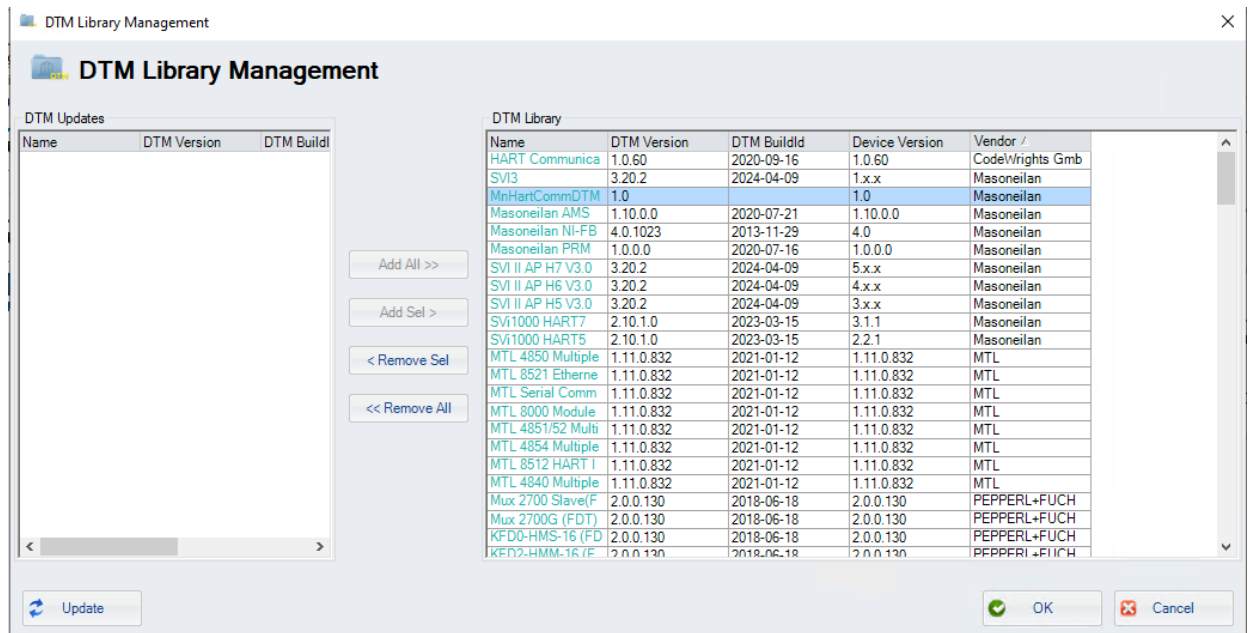 DTM Library Management
DTM Library Management
DTM Updates
Name DTM Version DTM BuildI
Add All >>
Add Sel >
< Remove Sel
<< Remove All
DTM Library
Name DTM Version DTM BuildId Device Version Vendor
HART Communica 1.0.60 2020-09-16 1.0.60 CodeWrights Gmb
SVI3 3.20.2 2024-04-09 1.x.x Masoneilan
MnHartCommDTM 1.0 1.0 Masoneilan
Masoneilan AMS 1.10.0.0 2020-07-21 1.10.0.0 Masoneilan
Masoneilan NI-FB 4.0.1023 2013-11-29 4.0 Masoneilan
Masoneilan PRM 1.0.0.0 2020-07-16 1.0.0.0 Masoneilan
SVI II AP H7 V3.0 3.20.2 2024-04-09 5.x.x Masoneilan
SVI II AP H6 V3.0 3.20.2 2024-04-09 4.x.x Masoneilan
SVI II AP H5 V3.0 3.20.2 2024-04-09 3.x.x Masoneilan
SVi1000 HART7 2.10.1.0 2023-03-15 3.1.1 Masoneilan
SVi1000 HART5 2.10.1.0 2023-03-15 2.2.1 Masoneilan
MTL 4850 Multiple 1.11.0.832 2021-01-12 1.11.0.832 MTL
MTL 8521 Etherne 1.11.0.832 2021-01-12 1.11.0.832 MTL
MTL Serial Comm 1.11.0.832 2021-01-12 1.11.0.832 MTL
MTL 8000 Module 1.11.0.832 2021-01-12 1.11.0.832 MTL
MTL 4851/52 Multi 1.11.0.832 2021-01-12 1.11.0.832 MTL
MTL 4854 Multiple 1.11.0.832 2021-01-12 1.11.0.832 MTL
MTL 8512 HART I 1.11.0.832 2021-01-12 1.11.0.832 MTL
MTL 4840 Multiple 1.11.0.832 2021-01-12 1.11.0.832 MTL
Mux 2700 Slave(F 2.0.0.130 2018-06-18 2.0.0.130 PEPPERL+FUCH
Mux 2700G (FDT) 2.0.0.130 2018-06-18 2.0.0.130 PEPPERL+FUCH
KFD0-HMS-16 (FD 2.0.0.130 2018-06-18 2.0.0.130 PEPPERL+FUCH
KFD2-HMM-16 (F 2.0.0.130 2018-06-18 2.0.0.130 PEPPERL+FUCH
Update
OK
Cancel